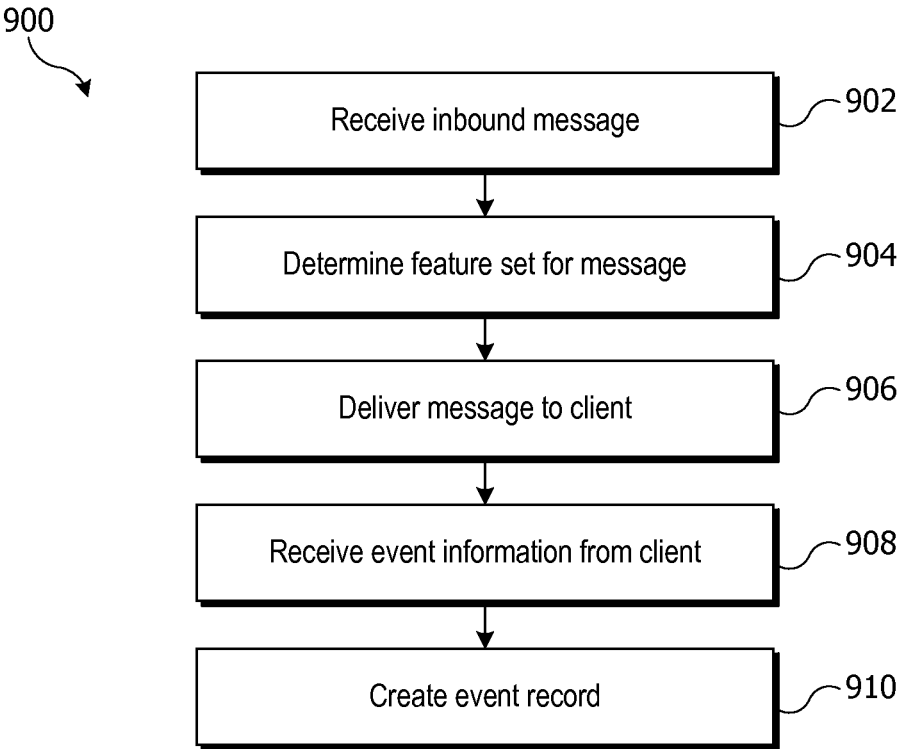 900
Receive inbound message
902
Determine feature set for message
904
Deliver message to client
906
Receive event information from client
908
Create event record
910